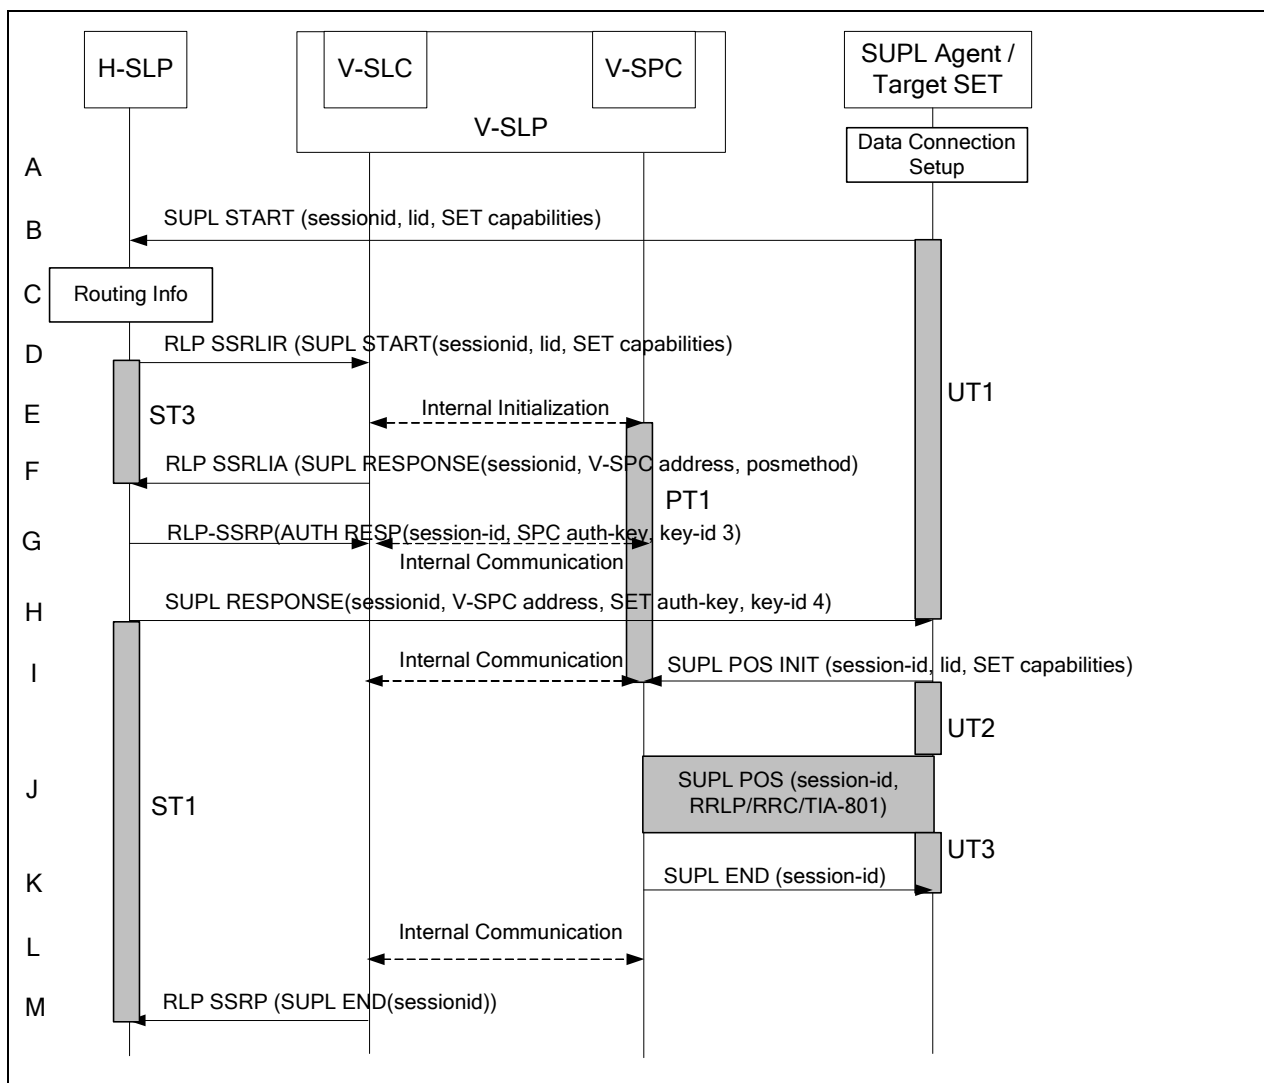 H-SLP
V-SLC
V-SPC
SUPL Agent /
Target SET
V-SLP
Data Connection
Setup
A
B
SUPL START (sessionid, lid, SET capabilities)
C
Routing Info
D
RLP SSRLIR (SUPL START(sessionid, lid, SET capabilities)
UT1
E
ST3
Internal Initialization
F
RLP SSRLIA (SUPL RESPONSE(sessionid, V-SPC address, posmethod)
PT1
G
RLP-SSRP(AUTH RESP(session-id, SPC auth-key, key-id 3)
Internal Communication
H
SUPL RESPONSE(sessionid, V-SPC address, SET auth-key, key-id 4)
I
Internal Communication
SUPL POS INIT (session-id, lid, SET capabilities)
UT2
J
ST1
SUPL POS (session-id,
RRLP/RRC/TIA-801)
UT3
K
SUPL END (session-id)
L
Internal Communication
M
RLP SSRP (SUPL END(sessionid))